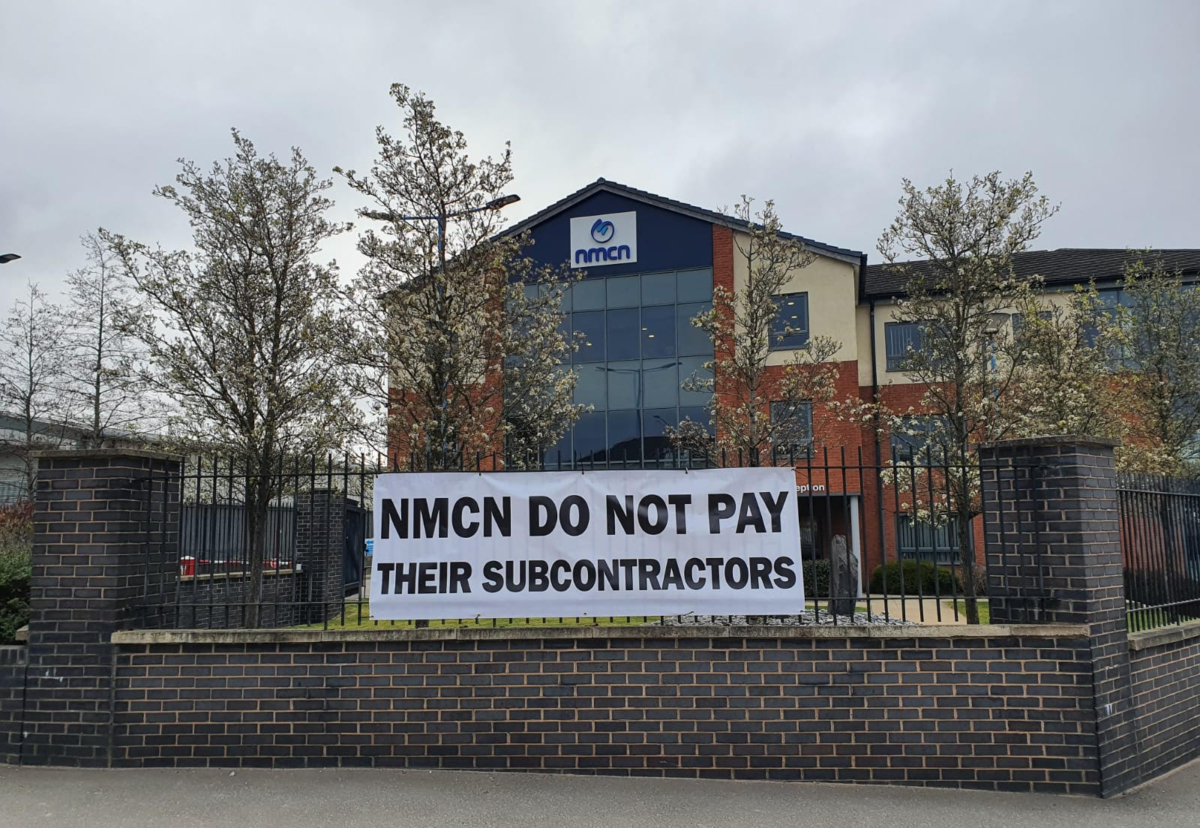 nmcn
NMCN DO NOT PAY
THEIR SUBCONTRACTORS